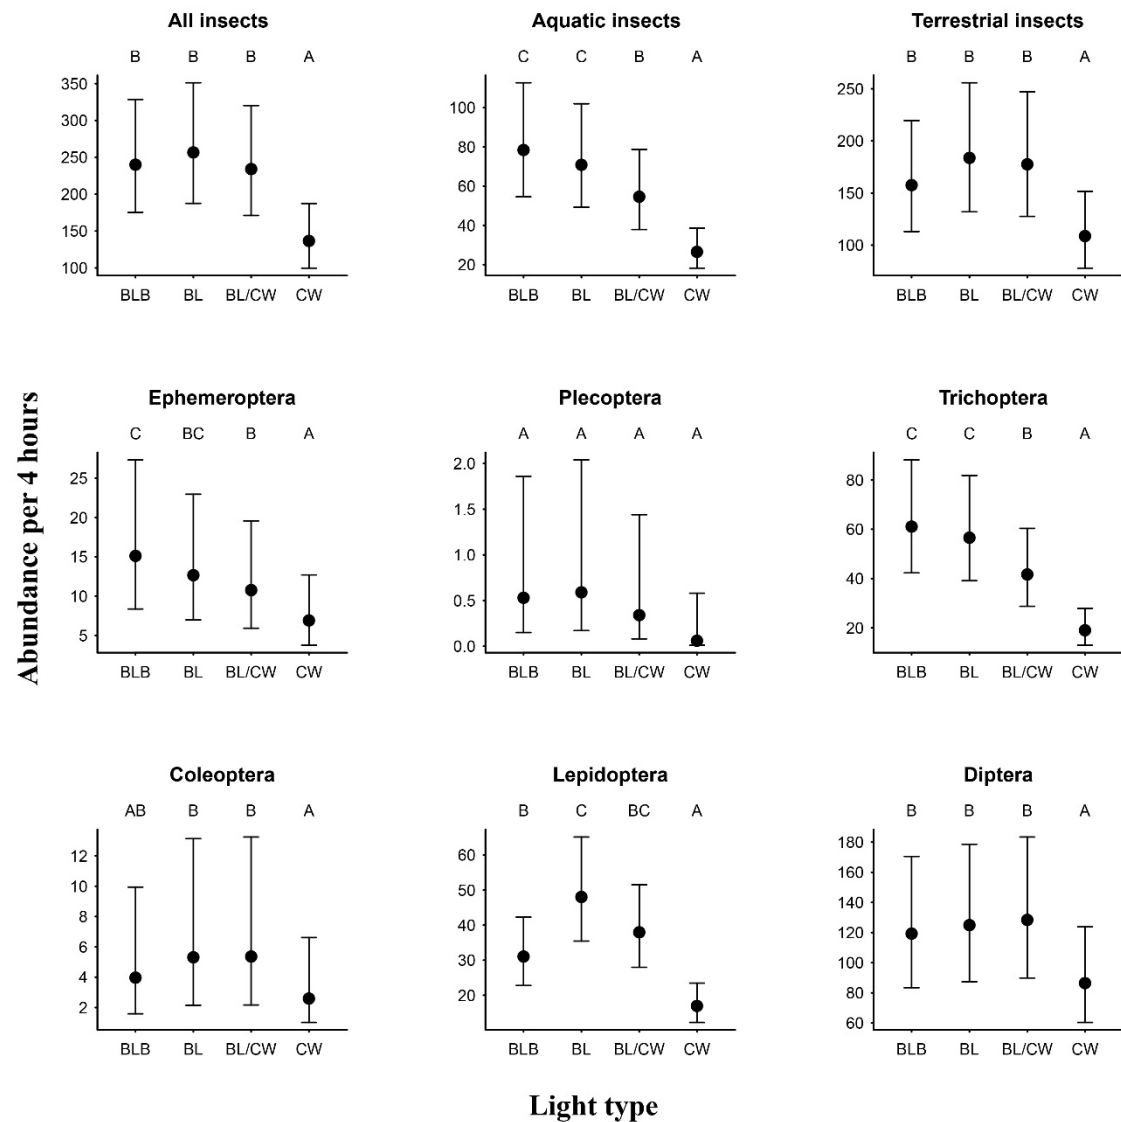 All insects
B B B A
350
300
250
200
150
100
BLB BL BL/CW CW
Aquatic insects
C C B A
100
80
60
40
20
BLB BL BL/CW CW
Terrestrial insects
B B B A
250
200
150
100
BLB BL BL/CW CW
Abundance per 4 hours
Ephemeroptera
C BC B A
25
20
15
10
5
BLB BL BL/CW CW
Plecoptera
A A A A
2.0
1.5
1.0
0.5
0.0
BLB BL BL/CW CW
Trichoptera
C C B A
80
60
40
20
BLB BL BL/CW CW
Coleoptera
AB B B A
12
10
8
6
4
2
BLB BL BL/CW CW
Lepidoptera
B C BC A
60
50
40
30
20
BLB BL BL/CW CW
Diptera
B B B A
180
160
140
120
100
80
60
BLB BL BL/CW CW
Light type